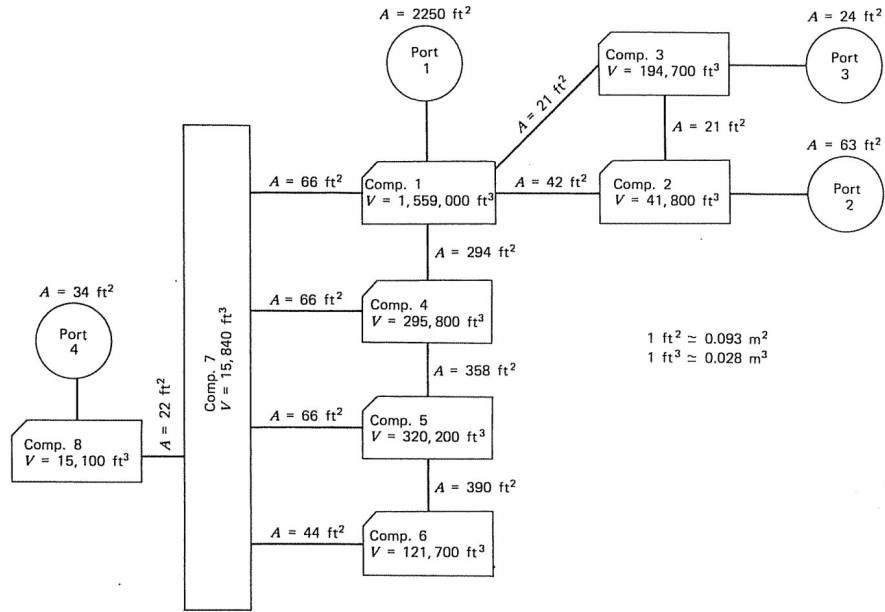 A = 2250 ft²
Port
1
A = 24 ft²
Port
3
Comp. 3
V = 194,700 ft³
A = 21 ft²
A = 21 ft²
A = 63 ft²
Port
2
A = 66 ft²
Comp. 1
V = 1,559,000 ft³
A = 42 ft²
Comp. 2
V = 41,800 ft³
A = 294 ft²
A = 34 ft²
Port
4
A = 66 ft²
Comp. 4
V = 295,800 ft³
1 ft² ≃ 0.093 m²
1 ft³ ≃ 0.028 m³
Comp. 7
V = 15,840 ft³
A = 358 ft²
A = 22 ft²
A = 66 ft²
Comp. 5
V = 320,200 ft³
Comp. 8
V = 15,100 ft³
A = 390 ft²
A = 44 ft²
Comp. 6
V = 121,700 ft³